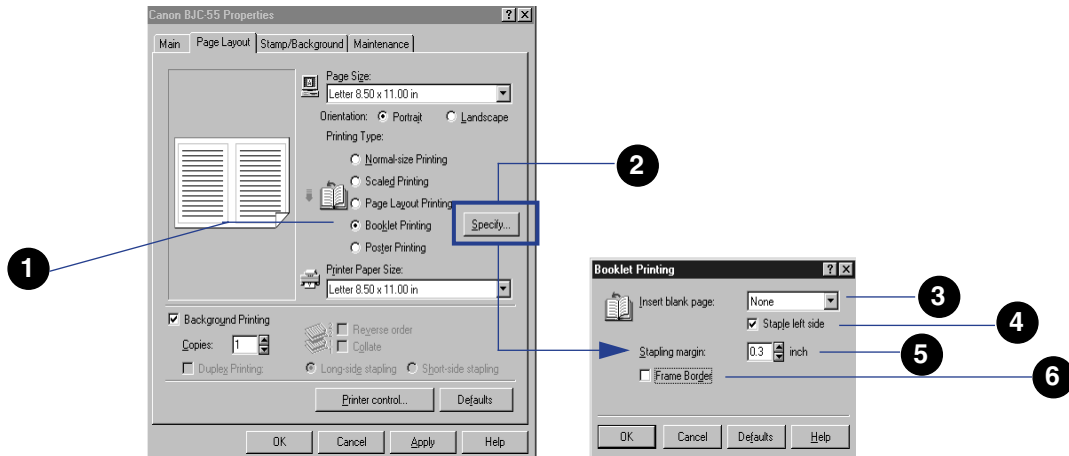 Canon BJC-55 Properties
Main Page Layout Stamp/Background Maintenance
Page Size:
Letter 8.50 x 11.00 in
Orientation: Portrait Landscape
Printing Type:
Normal-size Printing
Scaled Printing
Page Layout Printing
Booklet Printing Specify...
Poster Printing
Printer Paper Size:
Letter 8.50 x 11.00 in
Background Printing
Copies: 1
Reverse order
Collate
Duplex Printing: Long-side stapling Short-side stapling
Printer control... Defaults
OK Cancel Apply Help
1
2
Booklet Printing
Insert blank page: None
Staple left side
Stapling margin: 0.3 inch
Frame Border
OK Cancel Defaults Help
3
4
5
6